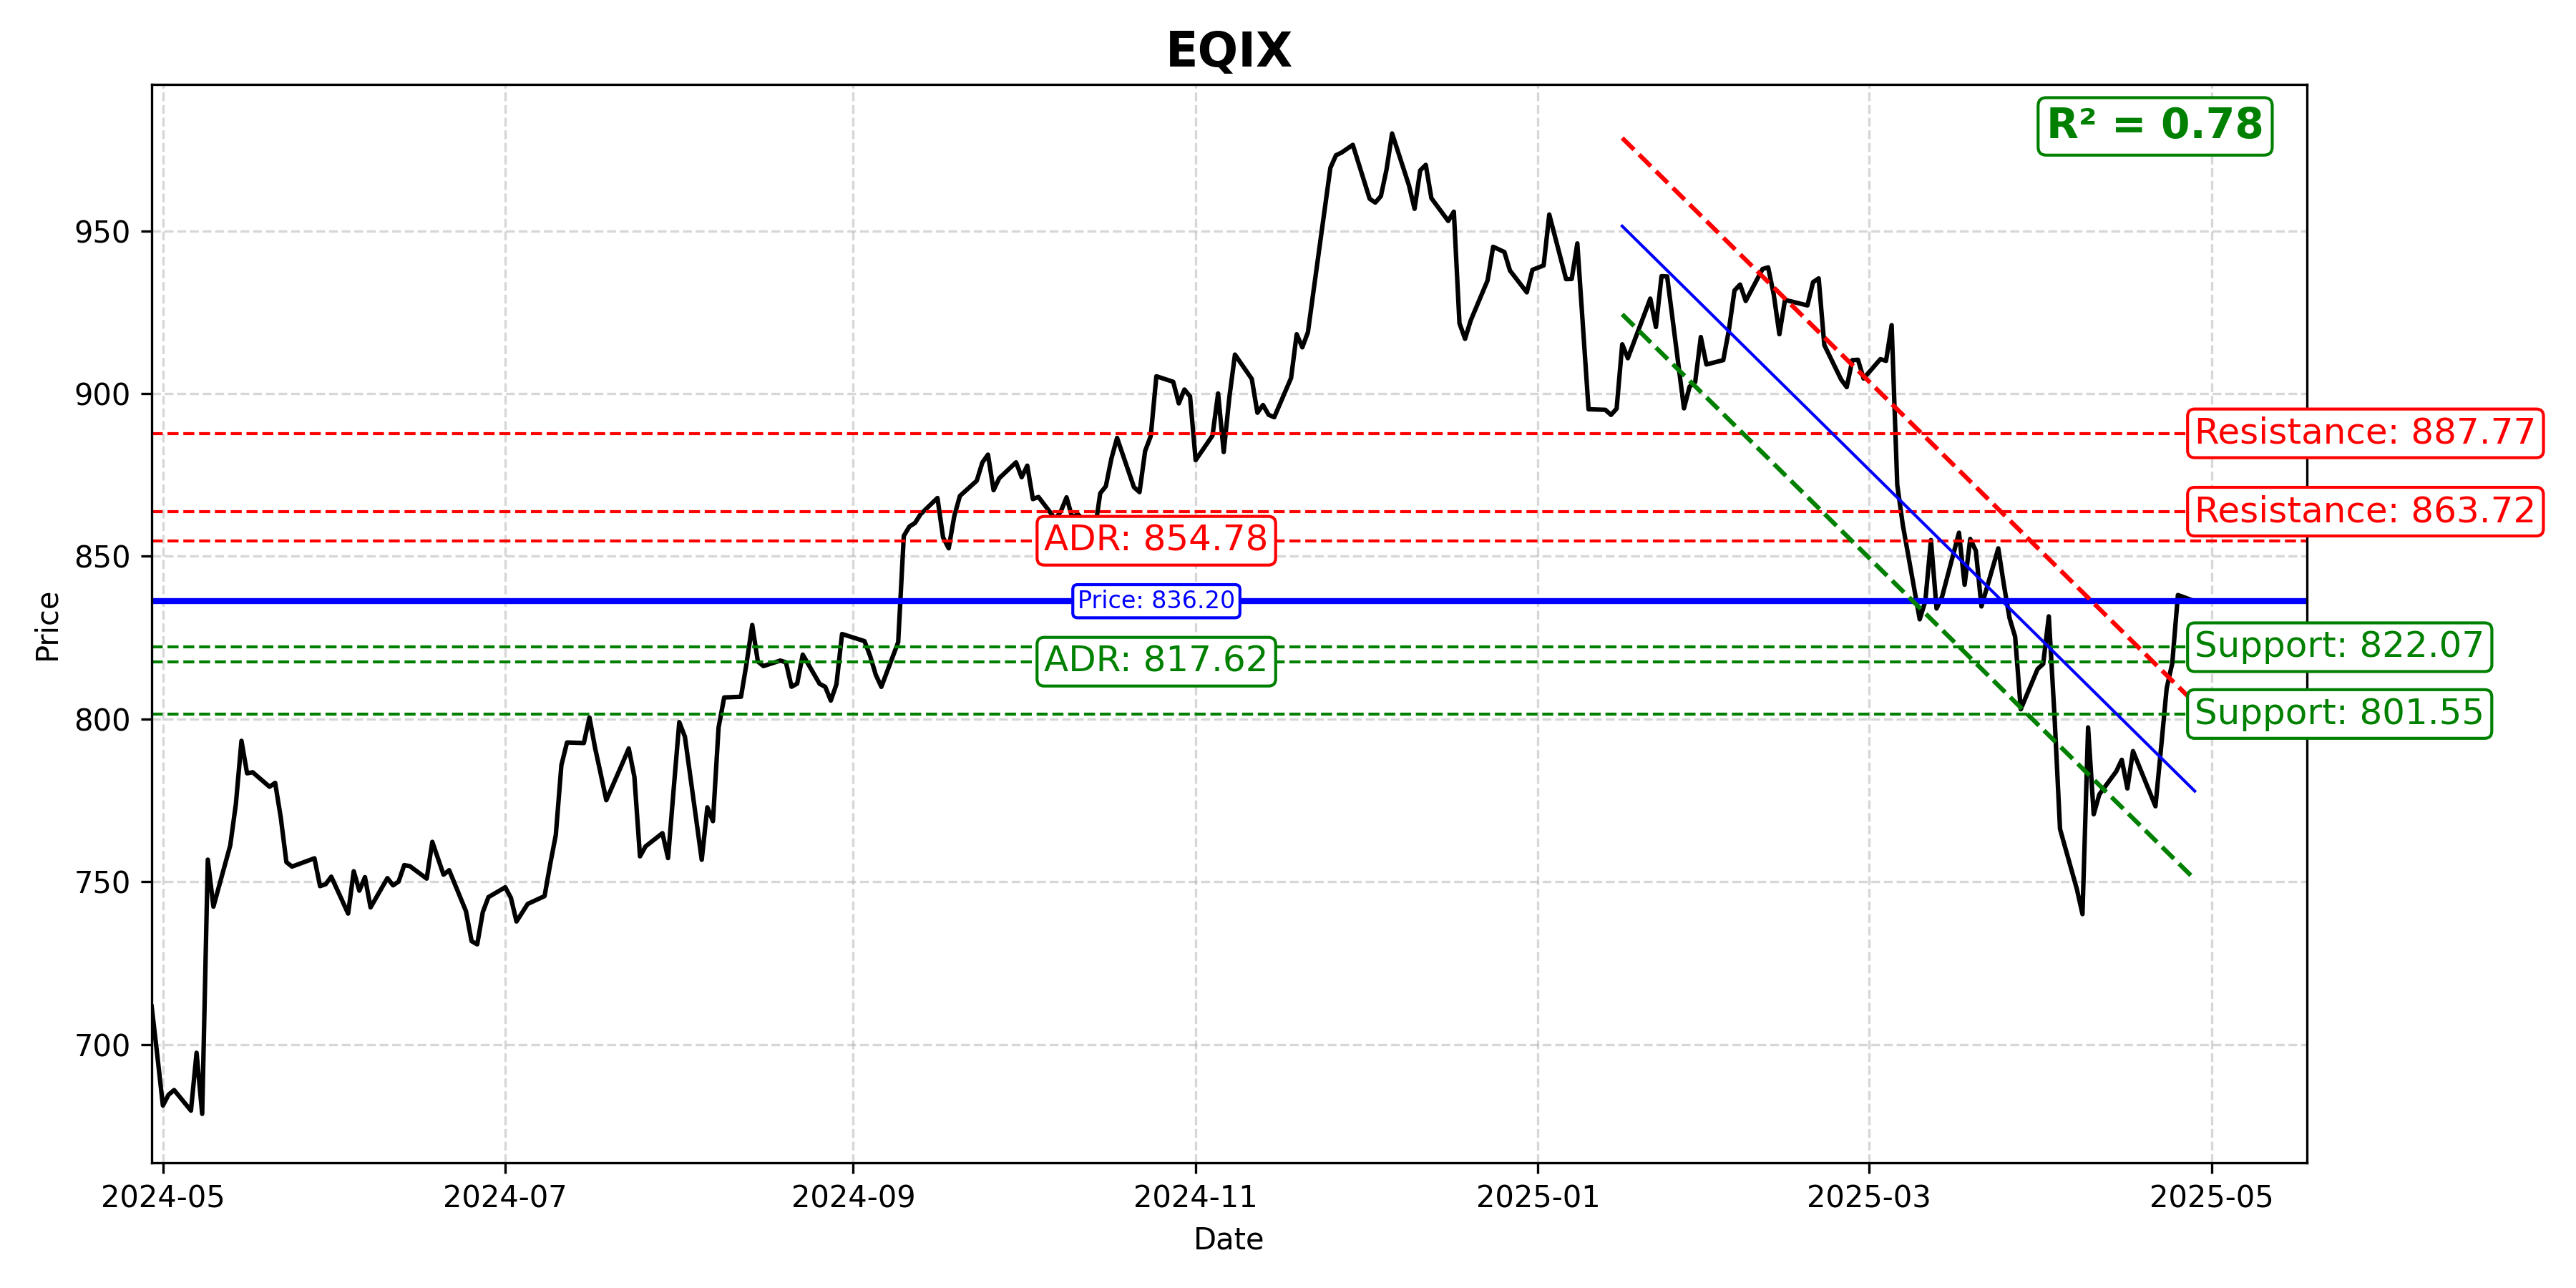 EQIX
R² = 0.78
950
900
850
800
750
700
Price
Resistance: 887.77
Resistance: 863.72
ADR: 854.78
Price: 836.20
Support: 822.07
ADR: 817.62
Support: 801.55
2024-05
2024-07
2024-09
2024-11
2025-01
2025-03
2025-05
Date